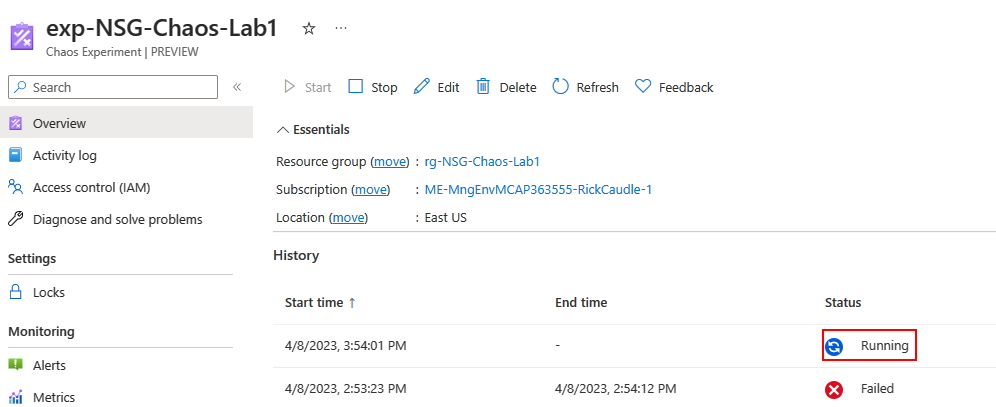 exp-NSG-Chaos-Lab1
Chaos Experiment | PREVIEW
Search
Overview
Activity log
Access control (IAM)
Diagnose and solve problems
Settings
Locks
Monitoring
Alerts
Metrics
Start Stop Edit Delete Refresh Feedback
Essentials
Resource group (move) : rg-NSG-Chaos-Lab1
Subscription (move) : ME-MngEnvMCAP363555-RickCaudle-1
Location (move) : East US
History
Start time ↑ End time Status
4/8/2023, 3:54:01 PM - Running
4/8/2023, 2:53:23 PM 4/8/2023, 2:54:12 PM Failed